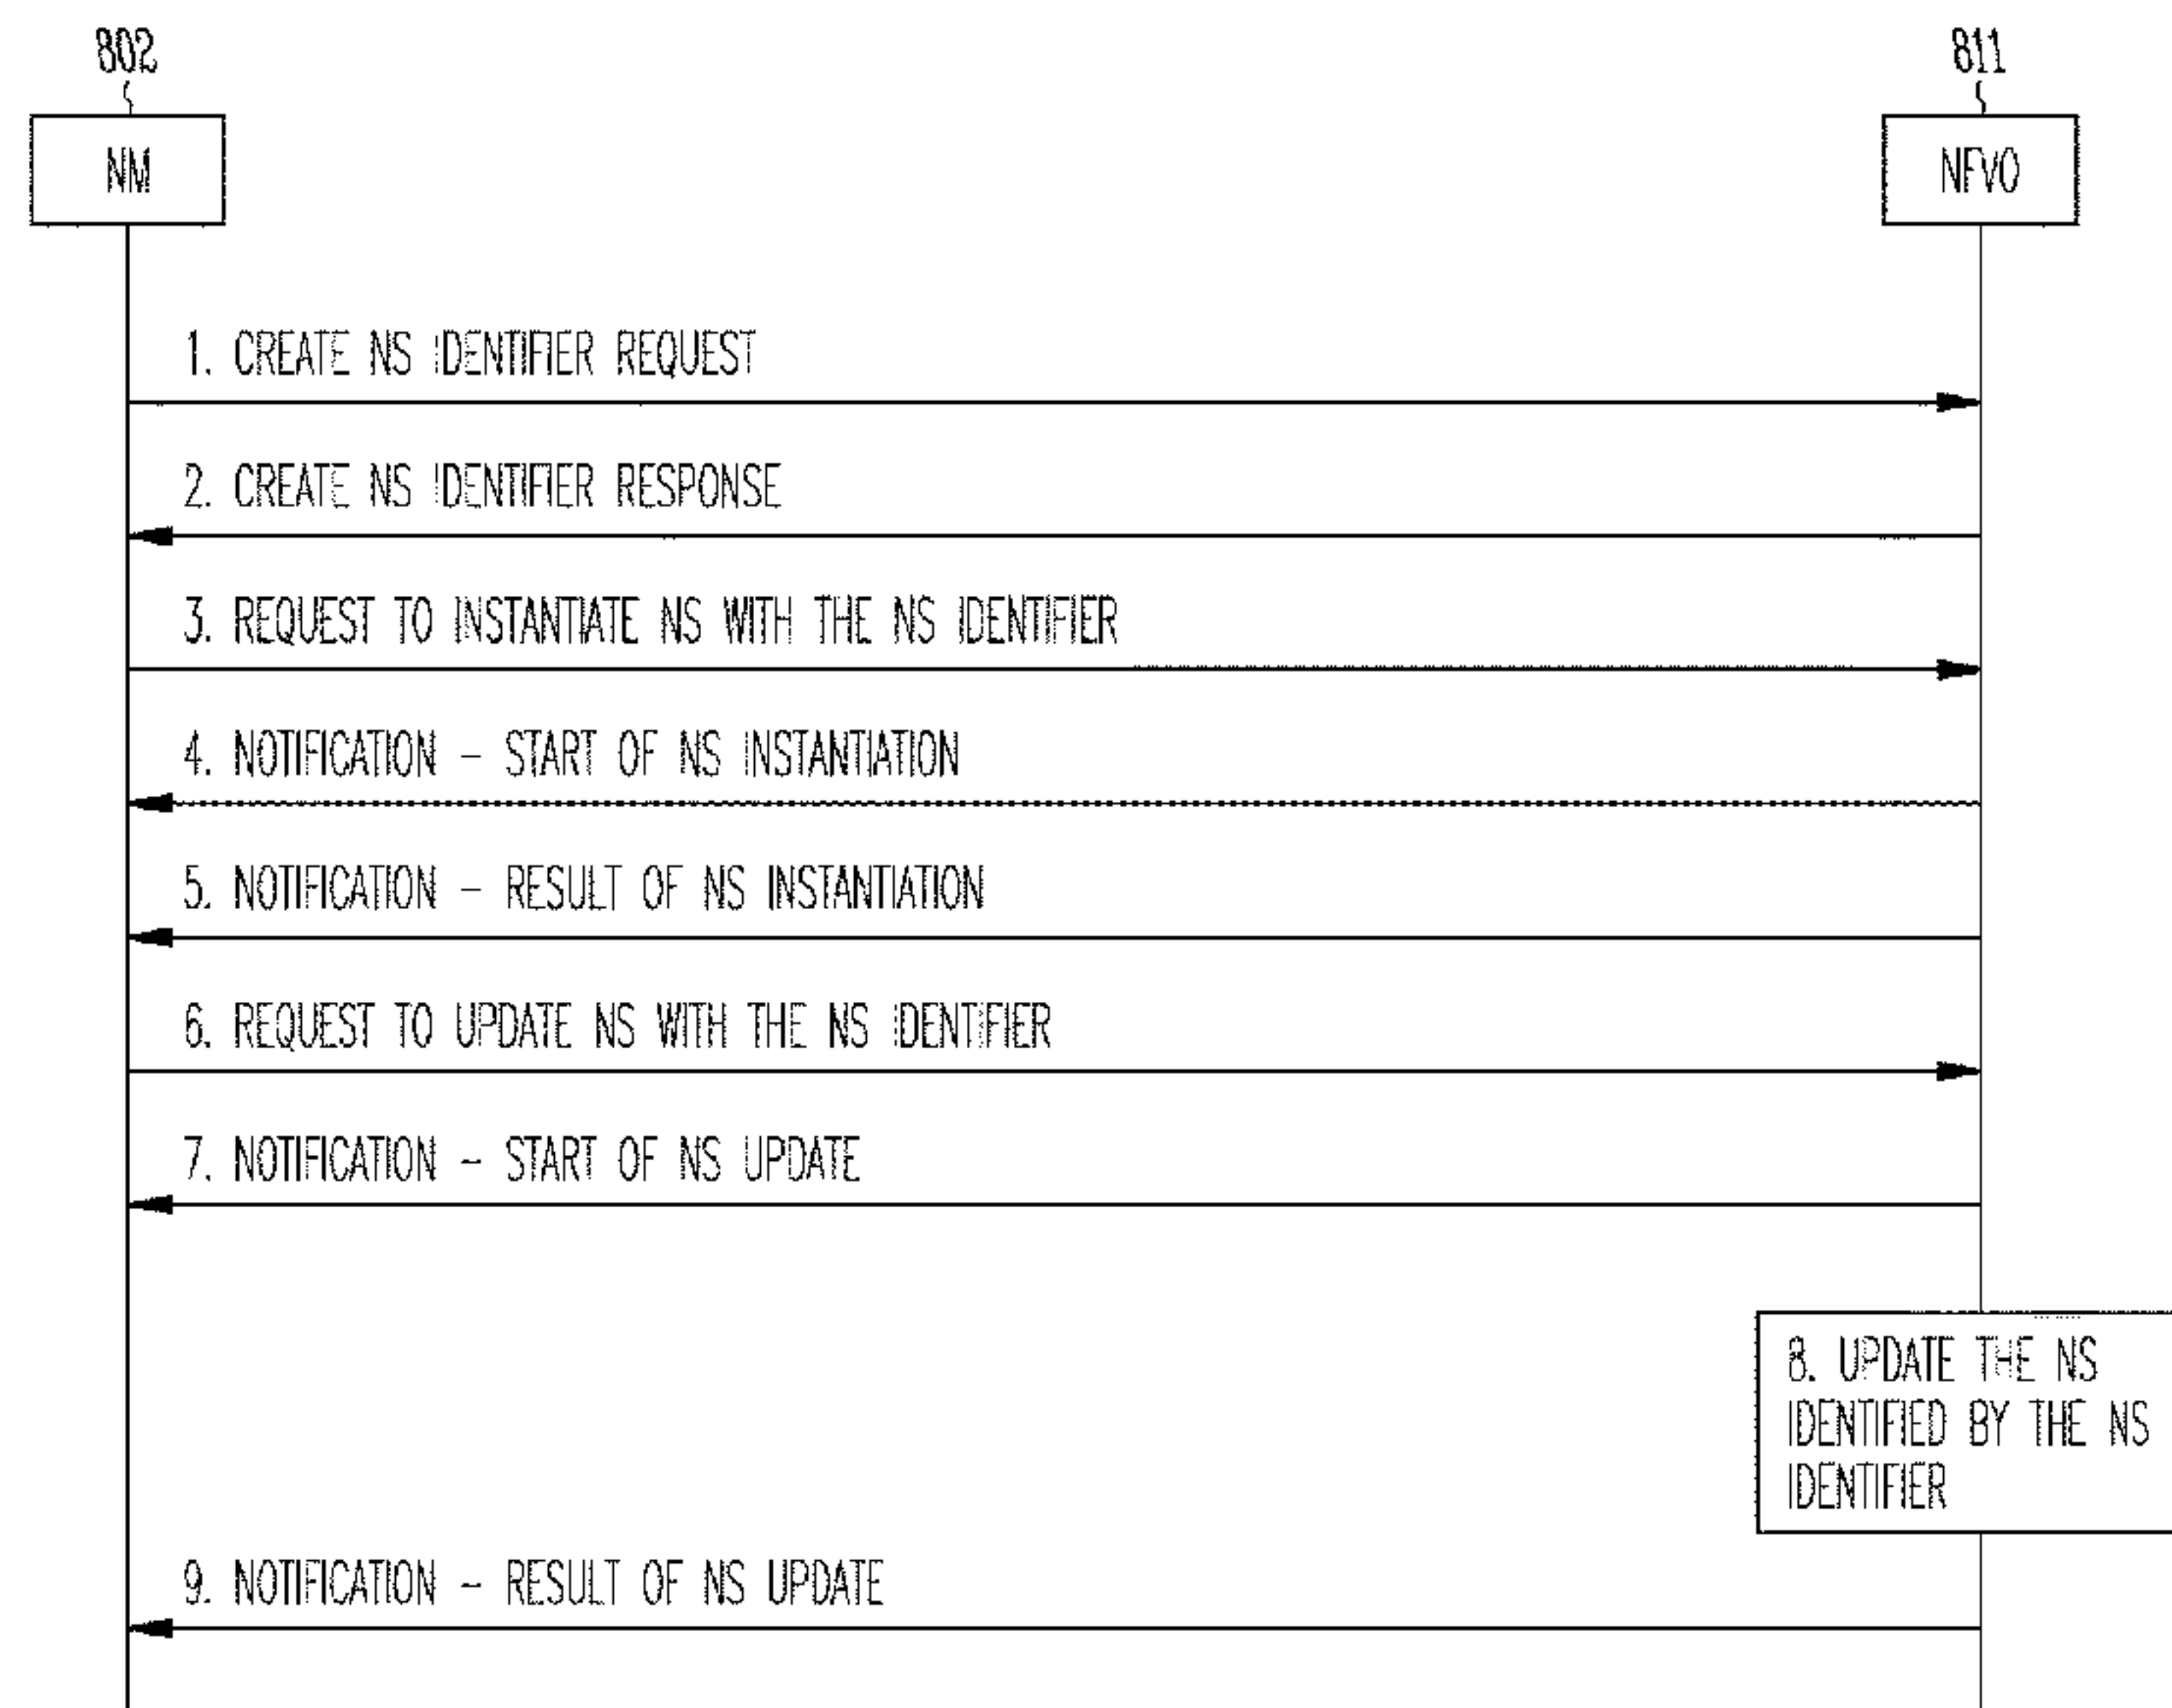 802
811
NM
NFVO
1. CREATE NS IDENTIFIER REQUEST
2. CREATE NS IDENTIFIER RESPONSE
3. REQUEST TO INSTANTIATE NS WITH THE NS IDENTIFIER
4. NOTIFICATION - START OF NS INSTANTIATION
5. NOTIFICATION - RESULT OF NS INSTANTIATION
6. REQUEST TO UPDATE NS WITH THE NS IDENTIFIER
7. NOTIFICATION - START OF NS UPDATE
8. UPDATE THE NS
IDENTIFIED BY THE NS
IDENTIFIER
9. NOTIFICATION - RESULT OF NS UPDATE